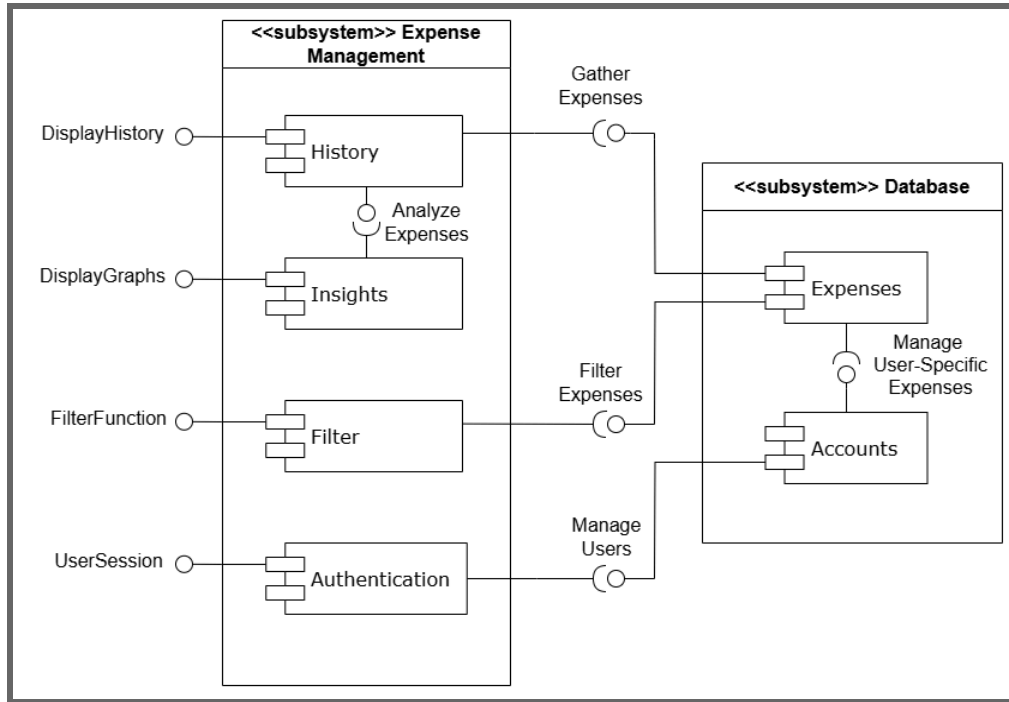 <<subsystem>> Expense
Management
Gather
Expenses
DisplayHistory
History
<<subsystem>> Database
Analyze
Expenses
DisplayGraphs
Insights
Expenses
Manage
User-Specific
Expenses
Filter
Expenses
FilterFunction
Filter
Accounts
Manage
Users
UserSession
Authentication